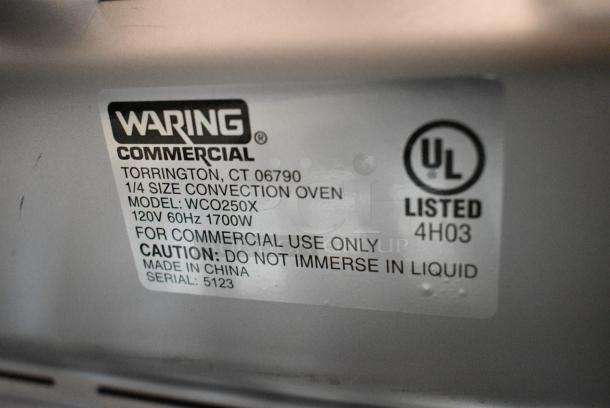 WARING®
COMMERCIAL
TORRINGTON, CT 06790
1/4 SIZE CONVECTION OVEN
MODEL: WCO250X
120V 60Hz 1700W
FOR COMMERCIAL USE ONLY
CAUTION: DO NOT IMMERSE IN LIQUID
MADE IN CHINA
SERIAL: 5123
UL
LISTED
4H03